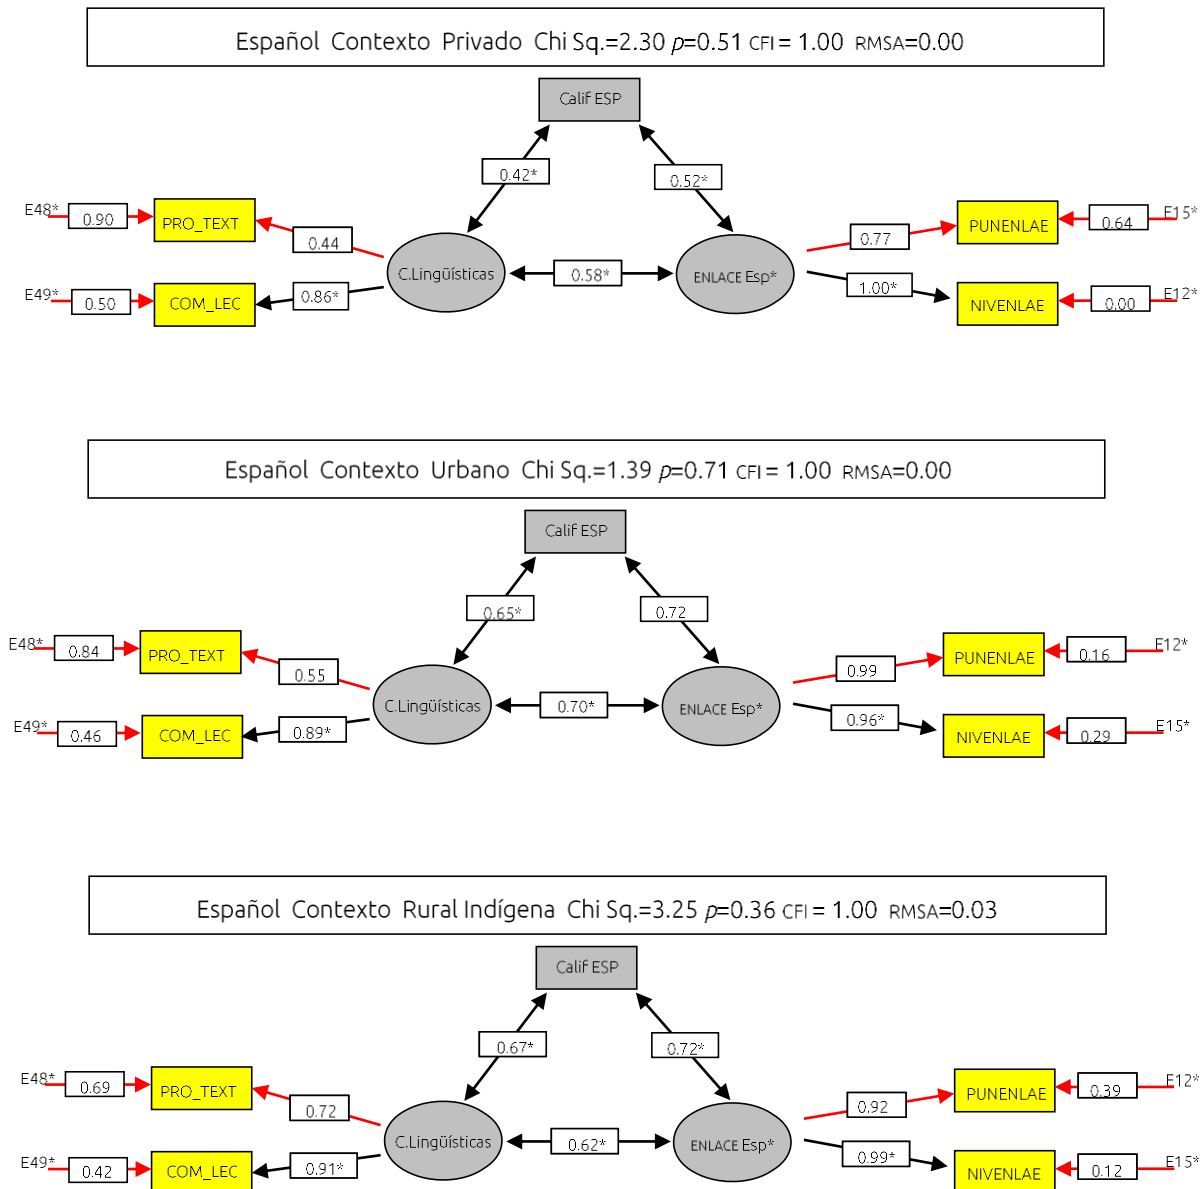 Español Contexto Privado Chi Sq.=2.30 p=0.51 CFI = 1.00 RMSA=0.00
Calif ESP
0.42* 0.52*
E48* 0.90 PRO_TEXT 0.44 0.77 PUNENLAE 0.64 E15*
C.Lingüísticas 0.58* ENLACE Esp*
E49* 0.50 COM_LEC 0.86* 1.00* NIVENLAE 0.00 E12*
Español Contexto Urbano Chi Sq.=1.39 p=0.71 CFI = 1.00 RMSA=0.00
Calif ESP
0.65* 0.72
E48* 0.84 PRO_TEXT 0.55 0.99 PUNENLAE 0.16 E12*
C.Lingüísticas 0.70* ENLACE Esp*
E49* 0.46 COM_LEC 0.89* 0.96* NIVENLAE 0.29 E15*
Español Contexto Rural Indígena Chi Sq.=3.25 p=0.36 CFI = 1.00 RMSA=0.03
Calif ESP
0.67* 0.72*
E48* 0.69 PRO_TEXT 0.72 0.92 PUNENLAE 0.39 E12*
C.Lingüísticas 0.62* ENLACE Esp*
E49* 0.42 COM_LEC 0.91* 0.99* NIVENLAE 0.12 E15*